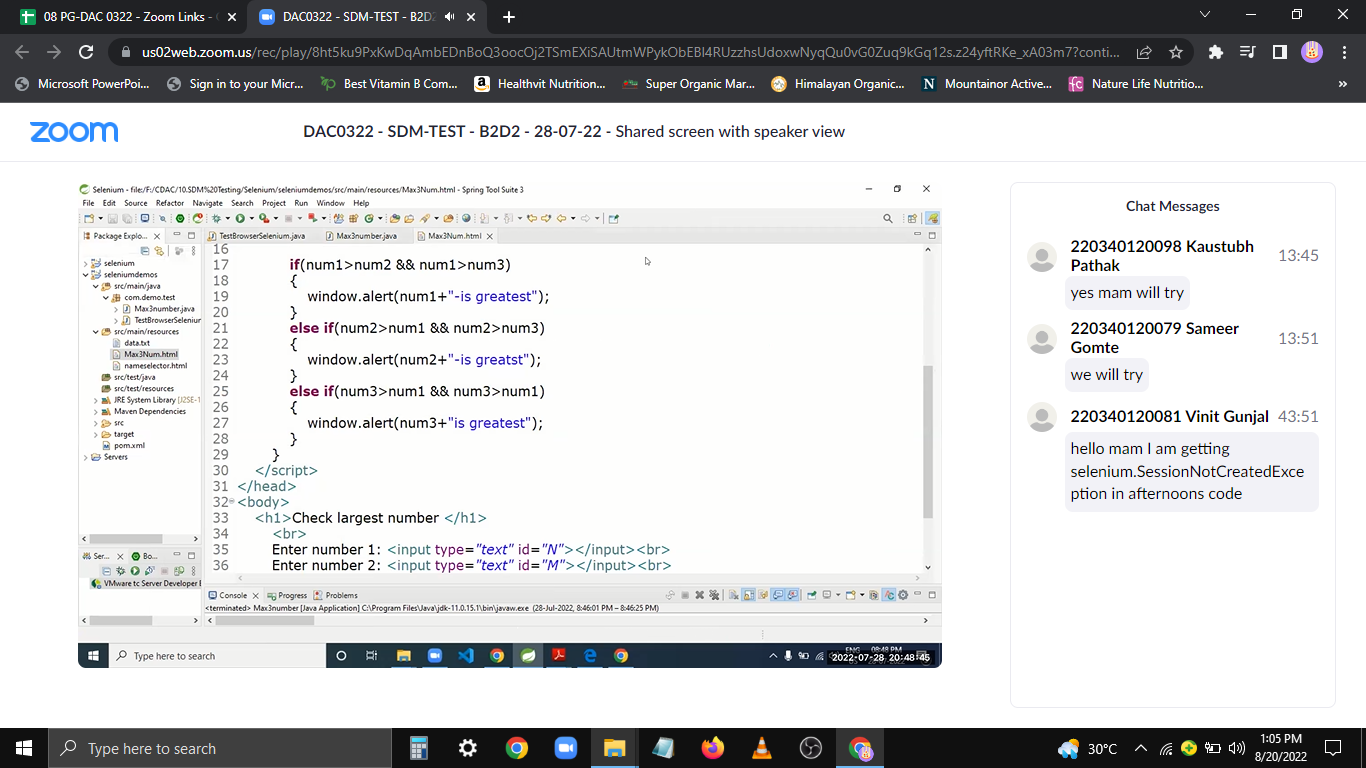 08 PG-DAC 0322 - Zoom Links -
DAC0322 - SDM-TEST - B2D2
us02web.zoom.us/rec/play/8ht5ku9PxKwDqAmbEDnBoQ3oocOj2TSmEXiSAUtmWPykObEBI4RUzzhsUdoxwNyqQu0vG0Zuq9kGq12s.z24yftRKe_xA03m7?conti...
Microsoft PowerPoi...
Sign in to your Micr...
Best Vitamin B Com...
Healthvit Nutrition...
Super Organic Mar...
Himalayan Organic...
Mountainor Active...
Nature Life Nutritio...
zoom
DAC0322 - SDM-TEST - B2D2 - 28-07-22 - Shared screen with speaker view
Selenium - file:/F:/CDAC/10.SDM%20Testing/Selenium/seleniumdemos/src/main/resources/Max3Num.html - Spring Tool Suite 3
File Edit Source Refactor Navigate Search Project Run Window Help
Package Explo...
TestBrowserSelenium.java
Max3number.java
Max3Num.html
selenium
seleniumdemos
src/main/java
com.demo.test
Max3number.java
TestBrowserSeleniun
src/main/resources
data.txt
Max3Num.html
nameselector.html
src/test/java
src/test/resources
JRE System Library [J2SE-1
Maven Dependencies
src
target
pom.xml
Servers
16
17 if(num1>num2 && num1>num3)
18 {
19 window.alert(num1+"-is greatest");
20 }
21 else if(num2>num1 && num2>num3)
22 {
23 window.alert(num2+"-is greatst");
24 }
25 else if(num3>num1 && num3>num1)
26 {
27 window.alert(num3+"is greatest");
28 }
29 }
30 </script>
31 </head>
32 <body>
33 <h1>Check largest number </h1>
34 <br>
35 Enter number 1: <input type="text" id="N"></input><br>
36 Enter number 2: <input type="text" id="M"></input><br>
Ser...
Bo...
VMware tc Server Developer E
Console
Progress
Problems
<terminated> Max3number [Java Application] C:\Program Files\Java\jdk-11.0.15.1\bin\javaw.exe (28-Jul-2022, 8:46:01 PM – 8:46:25 PM)
Type here to search
ENG
08:48 PM
2022-07-28 20:48:45
Chat Messages
220340120098 Kaustubh
Pathak
13:45
yes mam will try
220340120079 Sameer
Gomte
13:51
we will try
220340120081 Vinit Gunjal 43:51
hello mam I am getting
selenium.SessionNotCreatedExce
ption in afternoons code
Type here to search
30°C
1:05 PM
8/20/2022